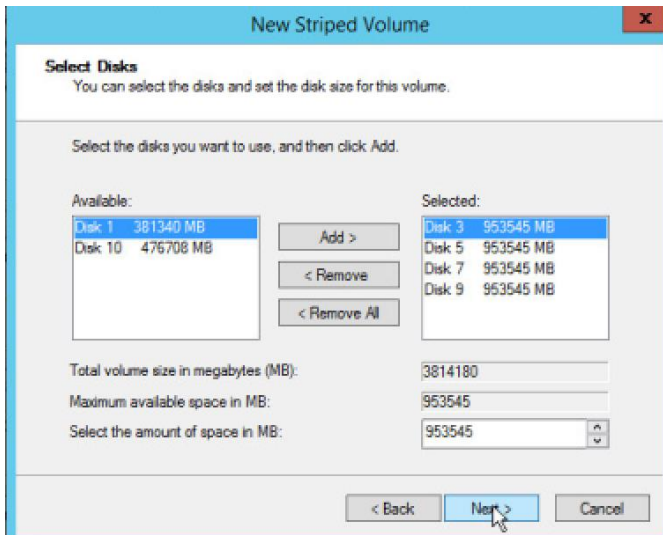 New Striped Volume
x
Select Disks
You can select the disks and set the disk size for this volume.
Select the disks you want to use, and then click Add.
Available:
Disk 1 381340 MB
Disk 10 476708 MB
Add >
< Remove
< Remove All
Selected:
Disk 3 953545 MB
Disk 5 953545 MB
Disk 7 953545 MB
Disk 9 953545 MB
Total volume size in megabytes (MB): 3814180
Maximum available space in MB: 953545
Select the amount of space in MB: 953545
< Back Next > Cancel